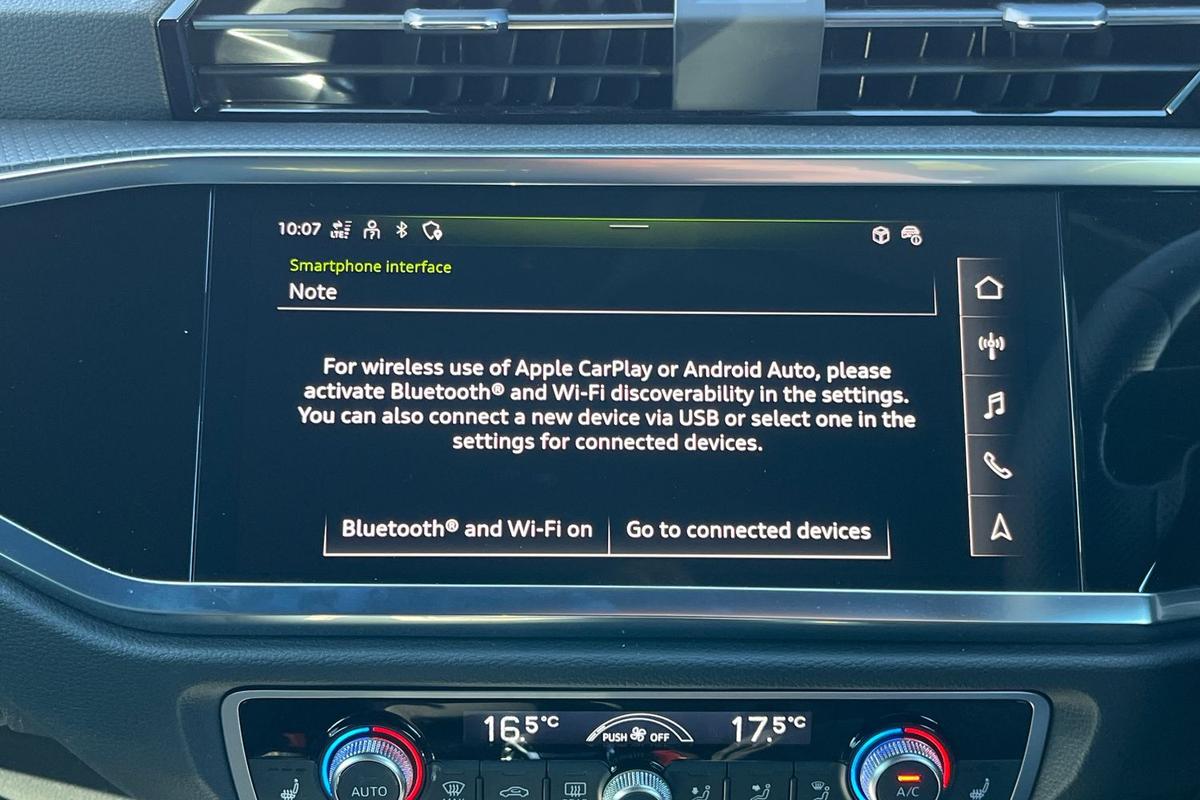 10:07 LTE
Smartphone interface
Note
For wireless use of Apple CarPlay or Android Auto, please
activate Bluetooth® and Wi-Fi discoverability in the settings.
You can also connect a new device via USB or select one in the
settings for connected devices.
Bluetooth® and Wi-Fi on Go to connected devices
16.5°C PUSH OFF 17.5°C
AUTO A/C